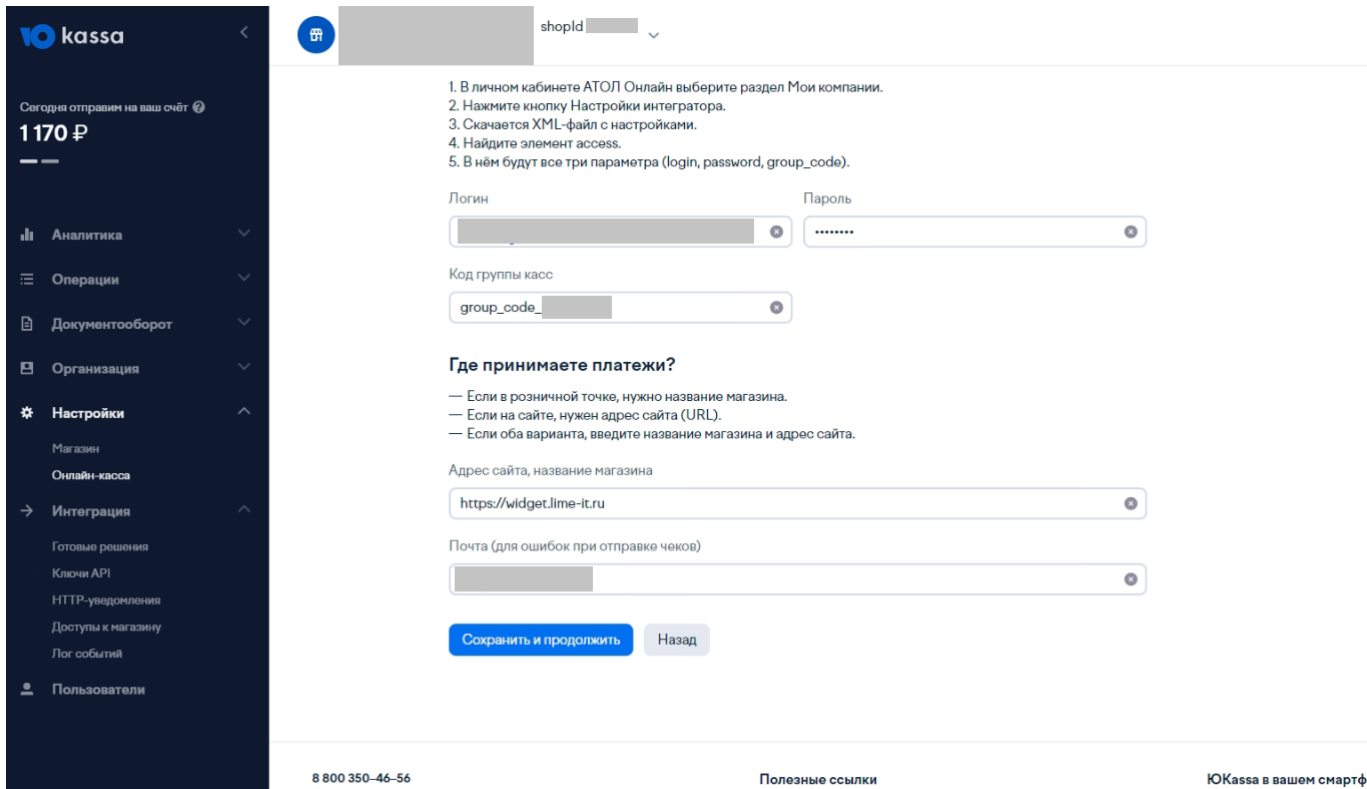 Юkassa
Сегодня отправим на ваш счёт
1 170 ₽
Аналитика
Операции
Документооборот
Организация
Настройки
Магазин
Онлайн-касса
Интеграция
Готовые решения
Ключи API
HTTP-уведомления
Доступы к магазину
Лог событий
Пользователи
shopId
1. В личном кабинете АТОЛ Онлайн выберите раздел Мои компании.
2. Нажмите кнопку Настройки интегратора.
3. Скачается XML-файл с настройками.
4. Найдите элемент access.
5. В нём будут все три параметра (login, password, group_code).
Логин Пароль
••••••••
Код группы касс
group_code_
Где принимаете платежи?
— Если в розничной точке, нужно название магазина.
— Если на сайте, нужен адрес сайта (URL).
— Если оба варианта, введите название магазина и адрес сайта.
Адрес сайта, название магазина
https://widget.lime-it.ru
Почта (для ошибок при отправке чеков)
Сохранить и продолжить Назад
8 800 350–46–56 Полезные ссылки ЮKassa в вашем смартф